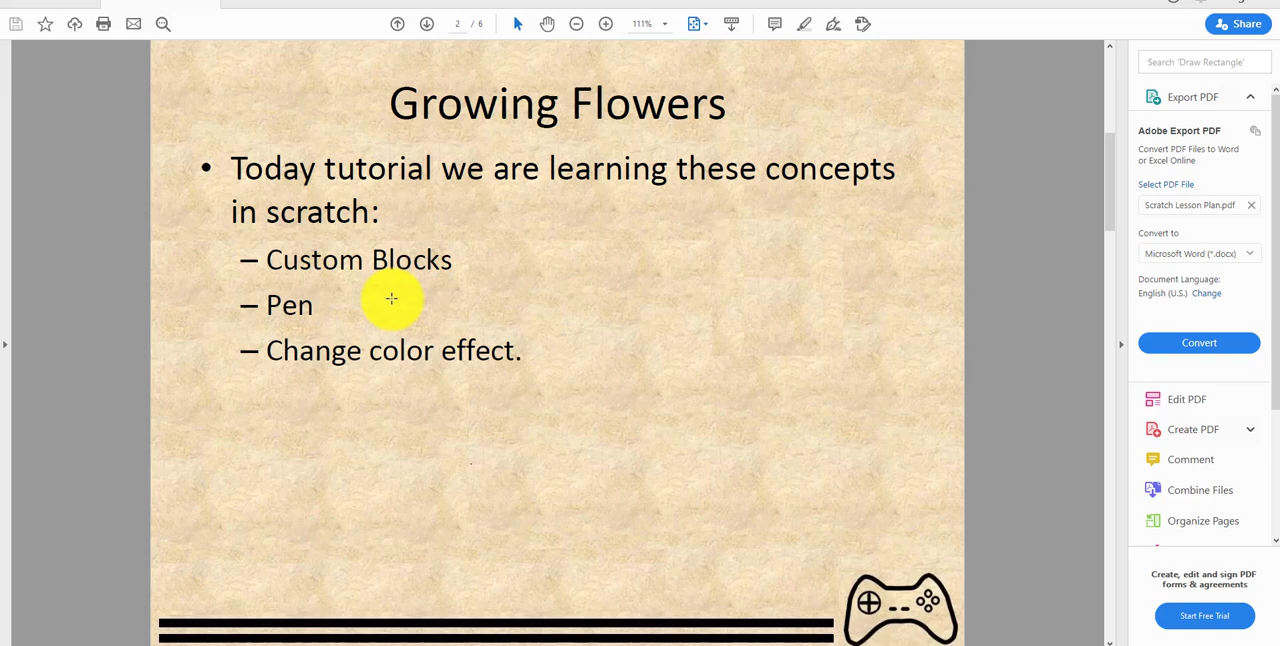 2 / 6
111%
Share
Growing Flowers
• Today tutorial we are learning these concepts
in scratch:
– Custom Blocks
– Pen
– Change color effect.
Search 'Draw Rectangle'
Export PDF
Adobe Export PDF
Convert PDF Files to Word
or Excel Online
Select PDF File
Scratch Lesson Plan.pdf
Convert to
Microsoft Word (*.docx)
Document Language:
English (U.S.) Change
Convert
Edit PDF
Create PDF
Comment
Combine Files
Organize Pages
Create, edit and sign PDF
forms & agreements
Start Free Trial